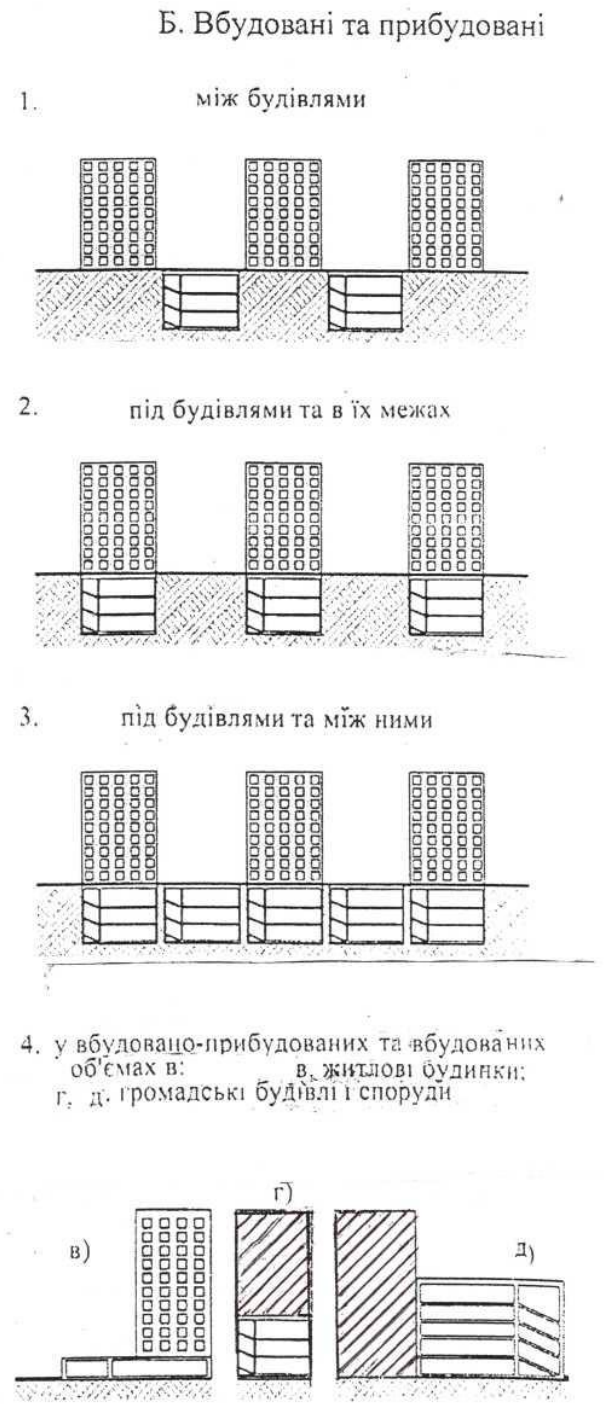 Б. Вбудовані та прибудовані
1. між будівлями
2. під будівлями та в їх межах
3. під будівлями та між ними
4. у вбудовано-прибудованих та вбудованих
об'ємах в: в, житлові будинки;
г, д. громадські будівлі і споруди
в)
г)
д)